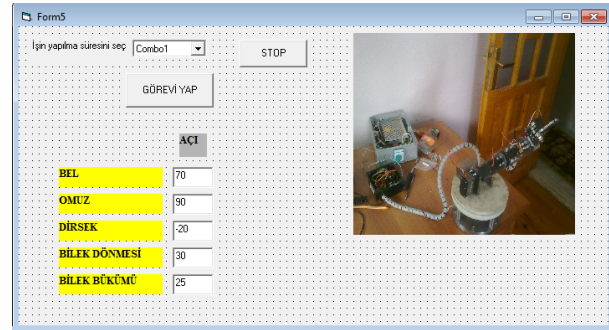 Form5
İşin yapılma süresini seç
Combo1
STOP
GÖREVİ YAP
AÇI
BEL
70
OMUZ
90
DİRSEK
-20
BİLEK DÖNMESİ
30
BİLEK BÜKÜMÜ
25